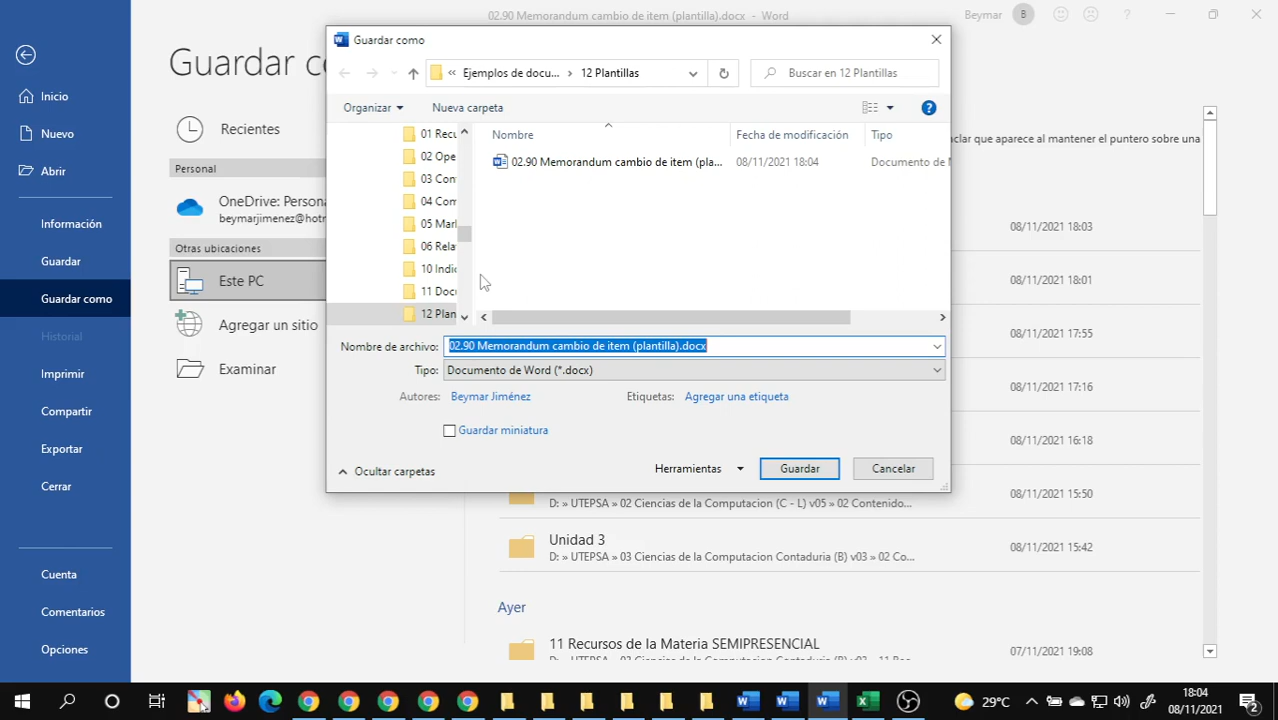 02.90 Memorandum cambio de item (plantilla).docx - Word
Beymar B ?
Guardar c
Inicio
Nuevo
Abrir
Información
Guardar
Guardar como
Historial
Imprimir
Compartir
Exportar
Cerrar
Cuenta
Comentarios
Opciones
Recientes
Personal
OneDrive: Persona
beymarjimenez@hotm
Otras ubicaciones
Este PC
Agregar un sitio
Examinar
Guardar como
« Ejemplos de docu... › 12 Plantillas
Buscar en 12 Plantillas
Organizar
Nueva carpeta
?
01 Recu
02 Ope
03 Con
04 Com
05 Mar
06 Rela
10 Indic
11 Docu
12 Plan
Nombre Fecha de modificación Tipo
02.90 Memorandum cambio de item (pla... 08/11/2021 18:04 Documento de M
Nombre de archivo: 02.90 Memorandum cambio de item (plantilla).docx
Tipo: Documento de Word (*.docx)
Autores: Beymar Jiménez Etiquetas: Agregar una etiqueta
Guardar miniatura
Ocultar carpetas
Herramientas Guardar Cancelar
que aparece al mantener el puntero sobre una
08/11/2021 18:03
08/11/2021 18:01
08/11/2021 17:55
08/11/2021 17:16
08/11/2021 16:18
08/11/2021 15:50
D: » UTEPSA » 02 Ciencias de la Computacion (C - L) v05 » 02 Contenido...
Unidad 3 08/11/2021 15:42
D: » UTEPSA » 03 Ciencias de la Computacion Contaduria (B) v03 » 02 Co...
Ayer
11 Recursos de la Materia SEMIPRESENCIAL 07/11/2021 19:08
29°C
18:04
08/11/2021
2